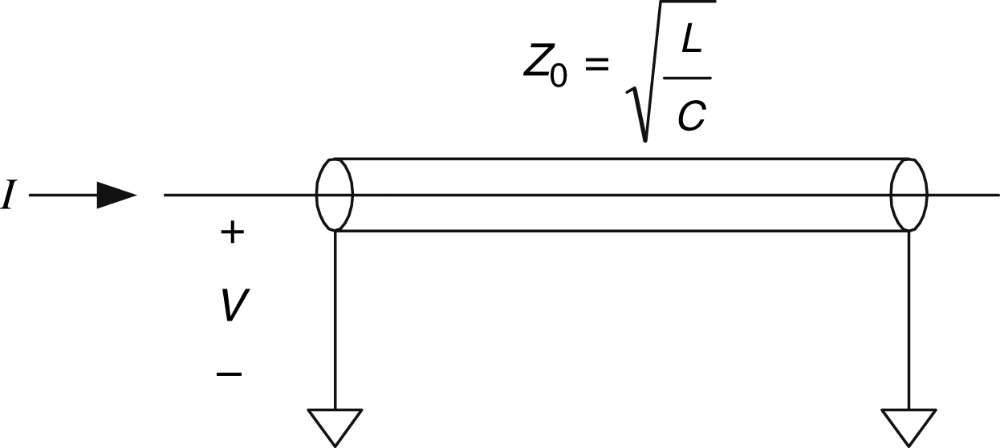 Z₀ = √(L/C)
I
+
V
−